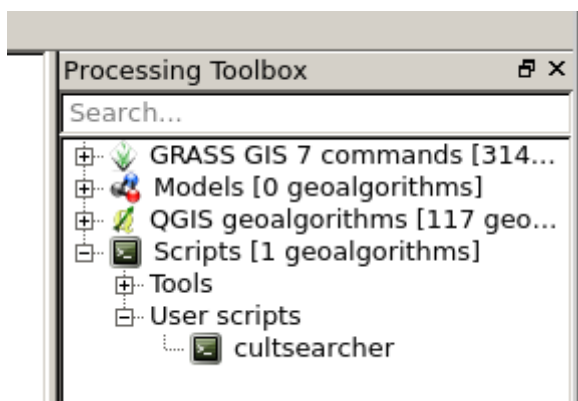 Processing Toolbox
Search...
GRASS GIS 7 commands [314...
Models [0 geoalgorithms]
QGIS geoalgorithms [117 geo...
Scripts [1 geoalgorithms]
Tools
User scripts
cultsearcher